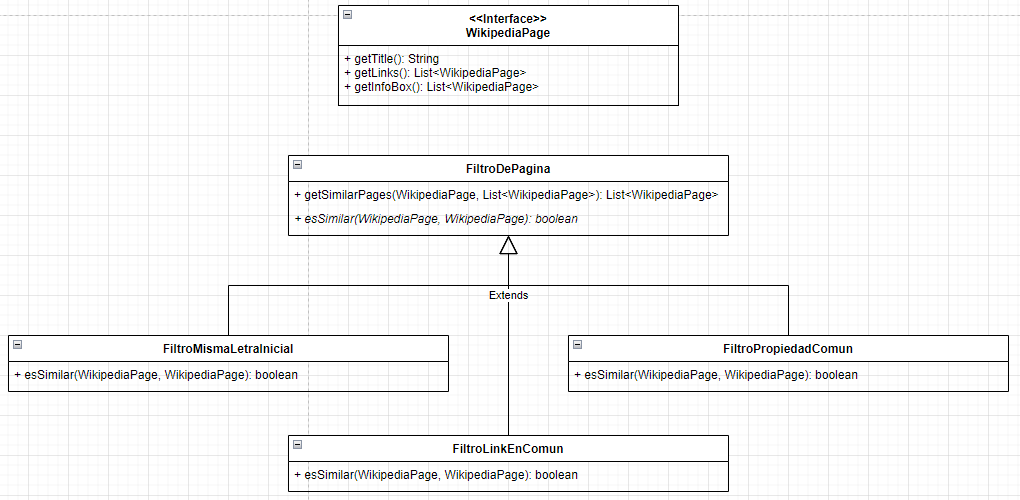 <<Interface>>
WikipediaPage
+ getTitle(): String
+ getLinks(): List<WikipediaPage>
+ getInfoBox(): List<WikipediaPage>
FiltroDePagina
+ getSimilarPages(WikipediaPage, List<WikipediaPage>): List<WikipediaPage>
+ esSimilar(WikipediaPage, WikipediaPage): boolean
Extends
FiltroMismaLetraInicial
+ esSimilar(WikipediaPage, WikipediaPage): boolean
FiltroPropiedadComun
+ esSimilar(WikipediaPage, WikipediaPage): boolean
FiltroLinkEnComun
+ esSimilar(WikipediaPage, WikipediaPage): boolean